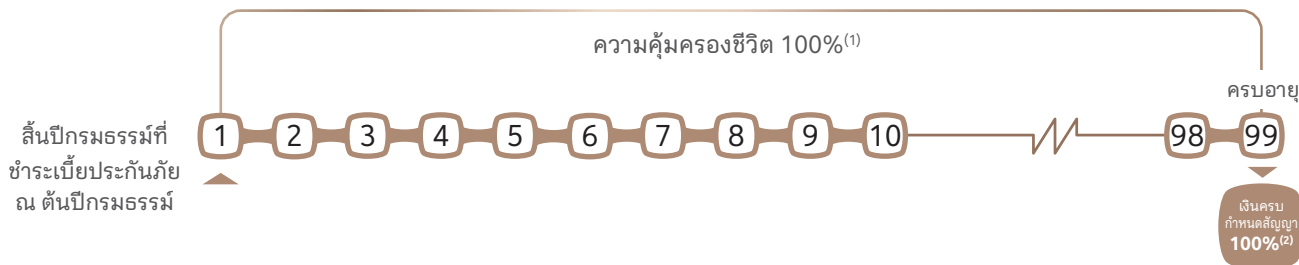 ความคุ้มครองชีวิต 100%(1)
ครบอายุ
สิ้นปีกรมธรรม์ที่
ชำระเบี้ยประกันภัย
ณ ต้นปีกรมธรรม์
1 2 3 4 5 6 7 8 9 10 98 99
เงินครบ
กำหนดสัญญา
100%(2)